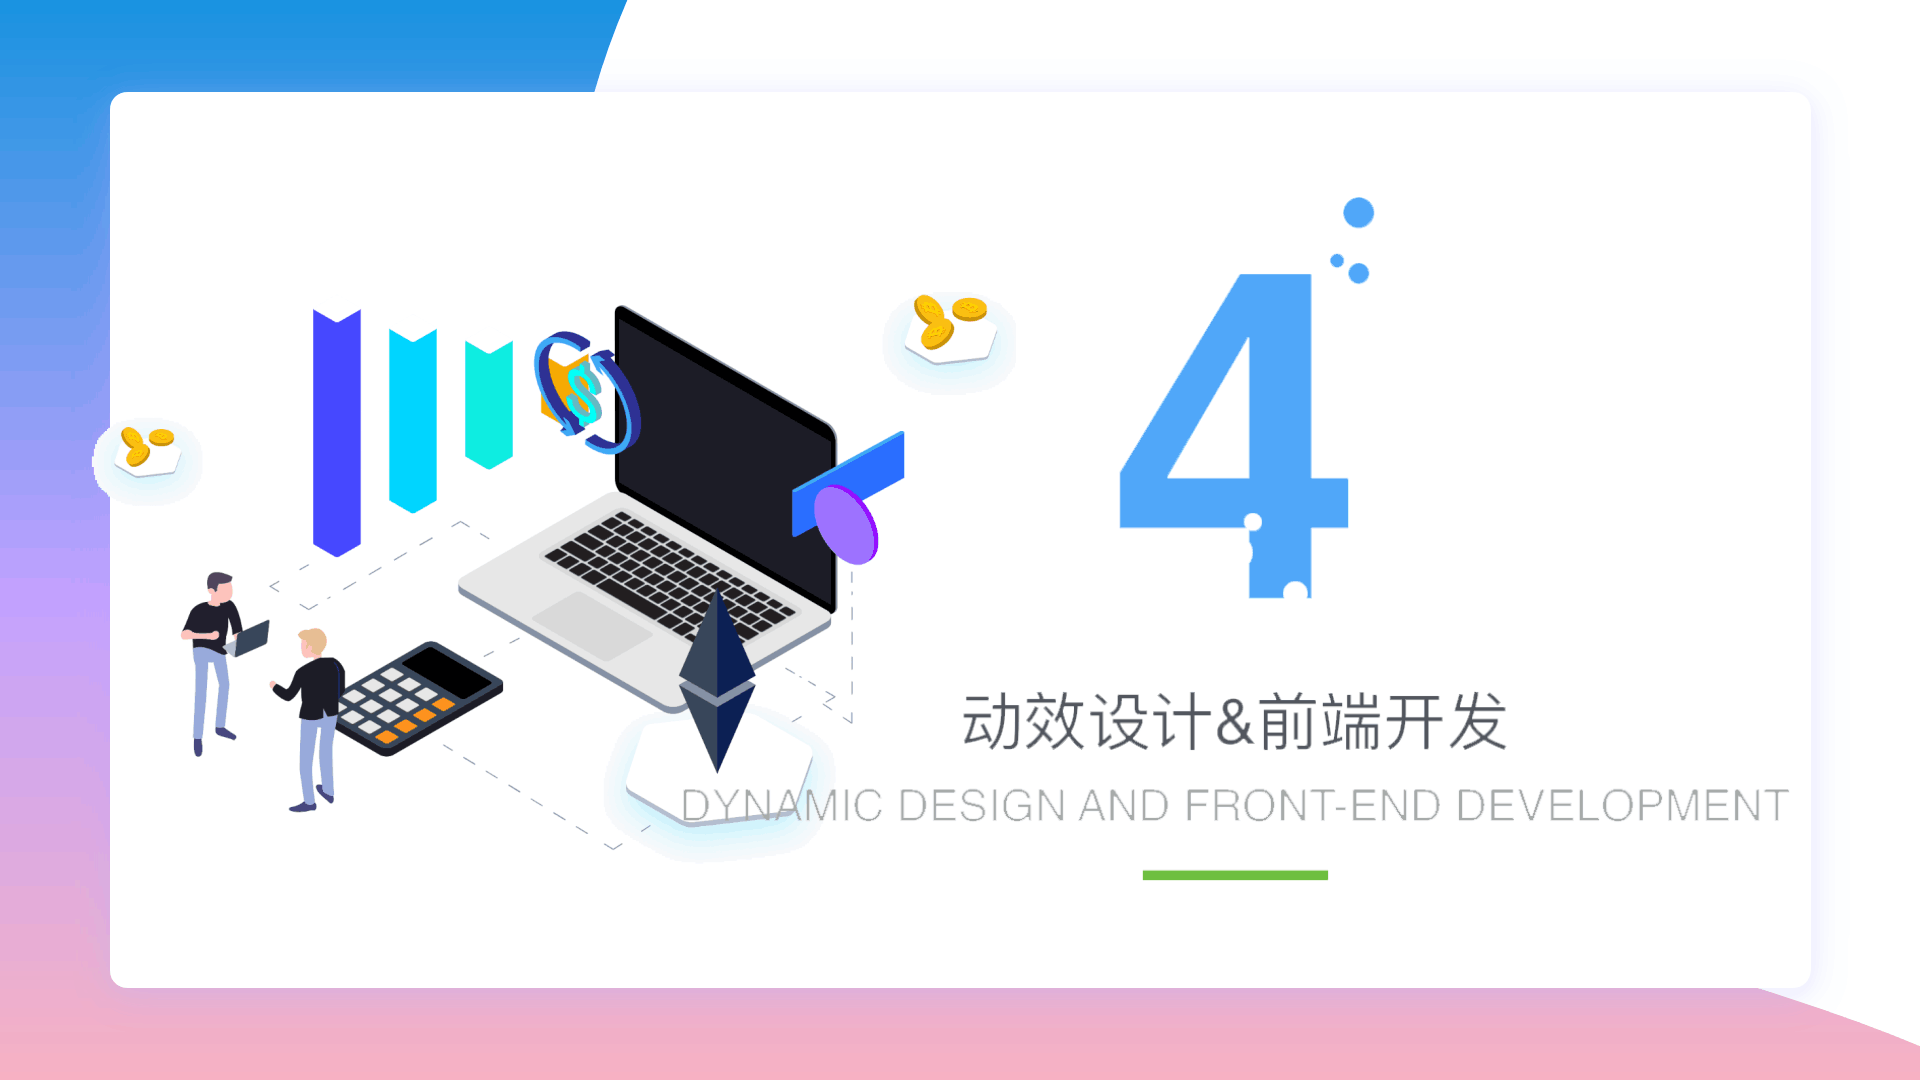 4
动效设计&前端开发
DYNAMIC DESIGN AND FRONT-END DEVELOPMENT